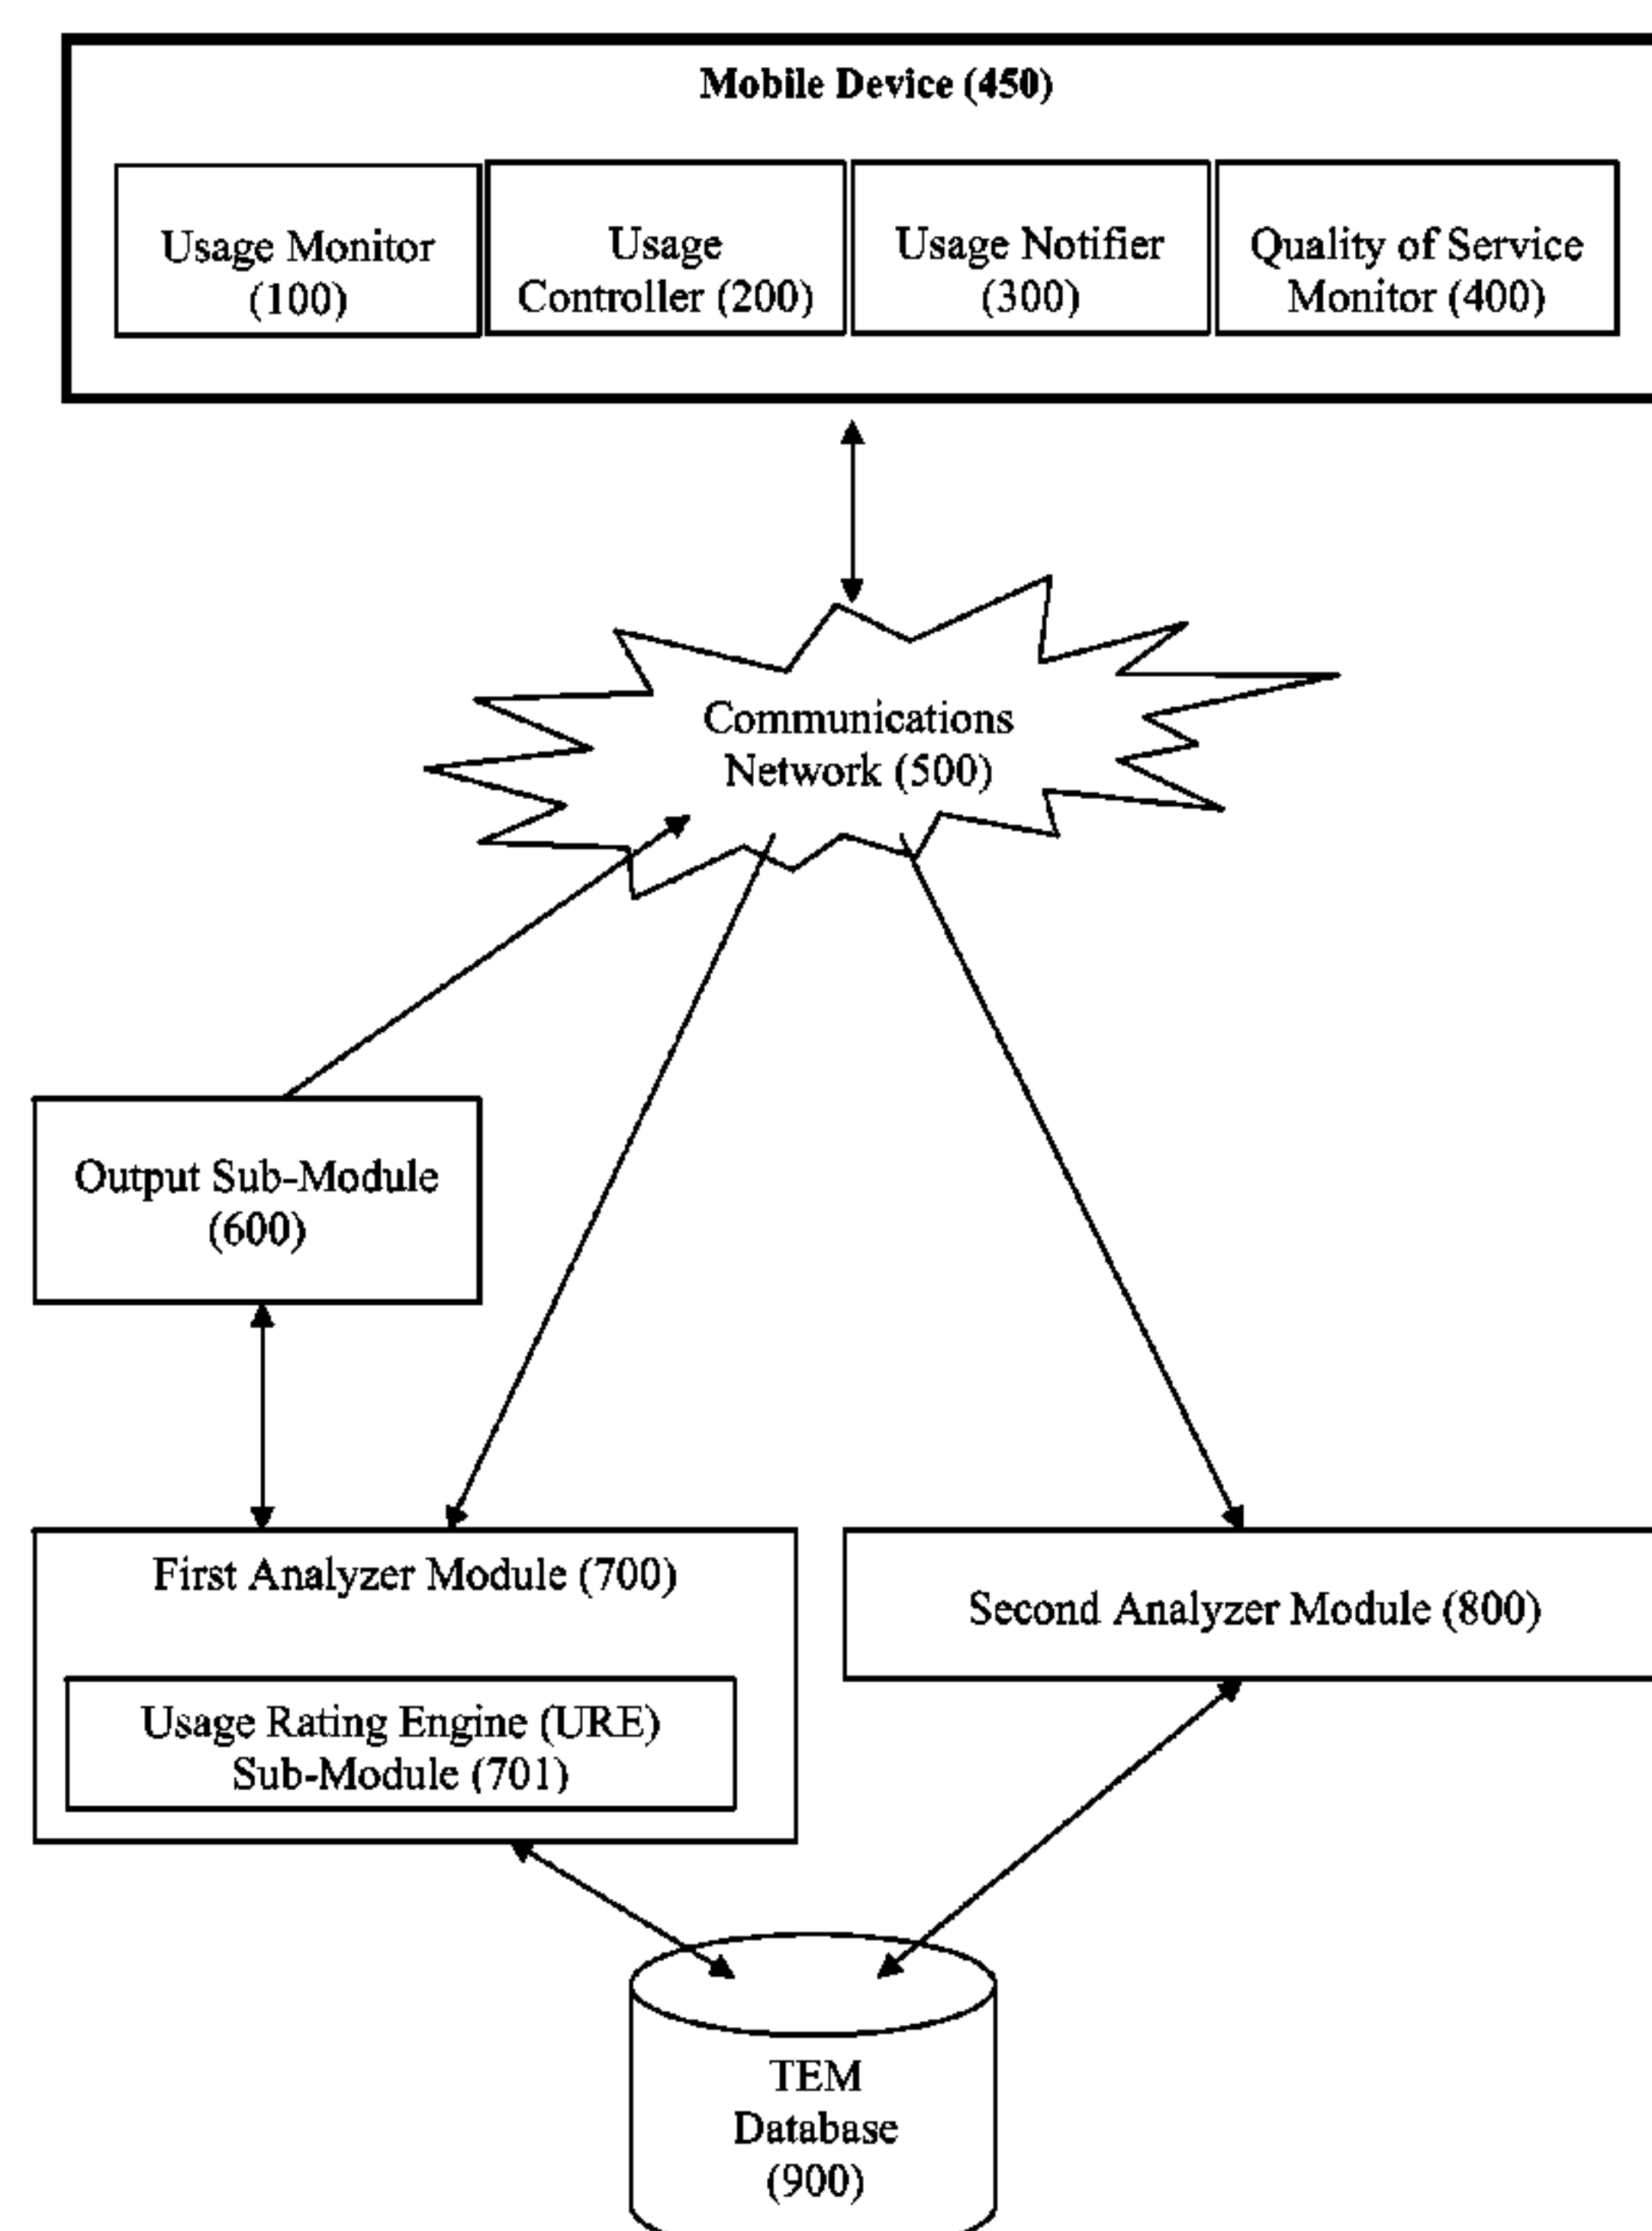 Mobile Device (450)
Usage Monitor
(100)
Usage
Controller (200)
Usage Notifier
(300)
Quality of Service
Monitor (400)
Communications
Network (500)
Output Sub-Module
(600)
First Analyzer Module (700)
Usage Rating Engine (URE)
Sub-Module (701)
Second Analyzer Module (800)
TEM
Database
(900)